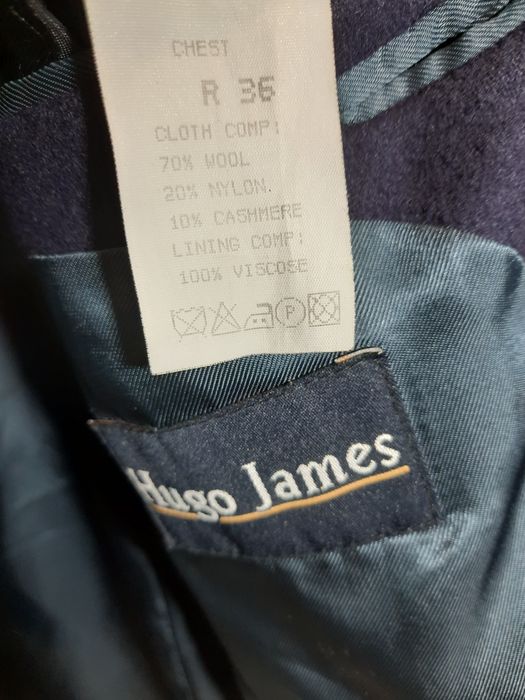 CHEST
R 36
CLOTH COMP:
70% WOOL
20% NYLON.
10% CASHMERE
LINING COMP:
100% VISCOSE
P
Hugo James